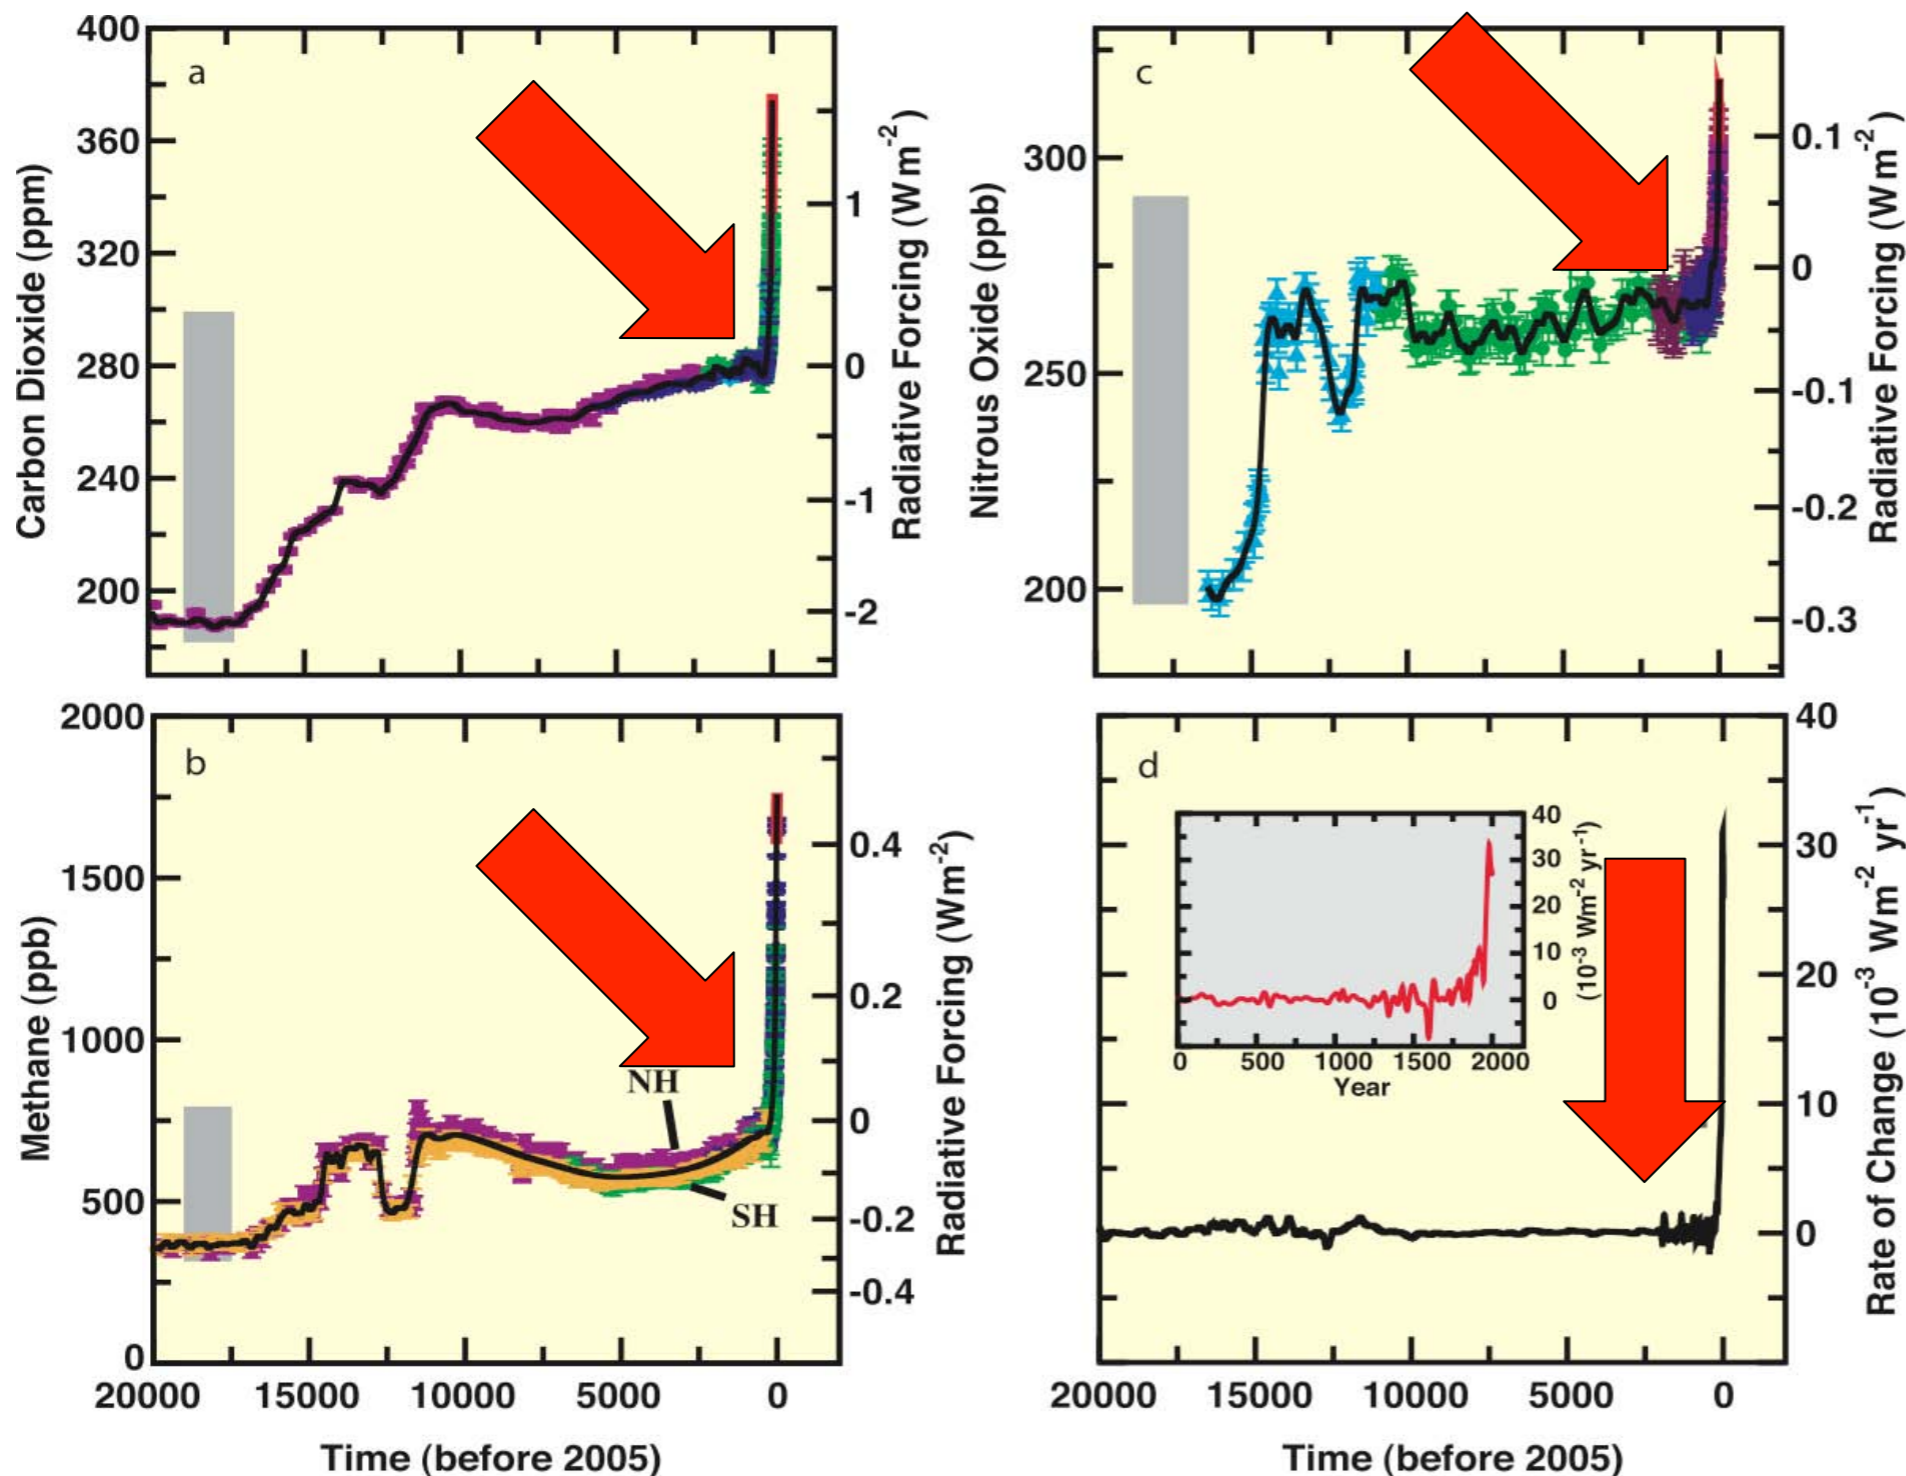 a
400
360
320
280
240
200
Carbon Dioxide (ppm)
1
0
-1
-2
Radiative Forcing (Wm-2)
c
300
250
200
Nitrous Oxide (ppb)
0.1
0
-0.1
-0.2
-0.3
Radiative Forcing (Wm-2)
b
2000
1500
1000
500
0
Methane (ppb)
NH
SH
0.4
0.2
0
-0.2
-0.4
Radiative Forcing (Wm-2)
20000 15000 10000 5000 0
Time (before 2005)
d
40
30
20
10
0
(10-3 Wm-2 yr-1)
0 500 1000 1500 2000
Year
40
30
20
10
0
Rate of Change (10-3 Wm-2 yr-1)
20000 15000 10000 5000 0
Time (before 2005)